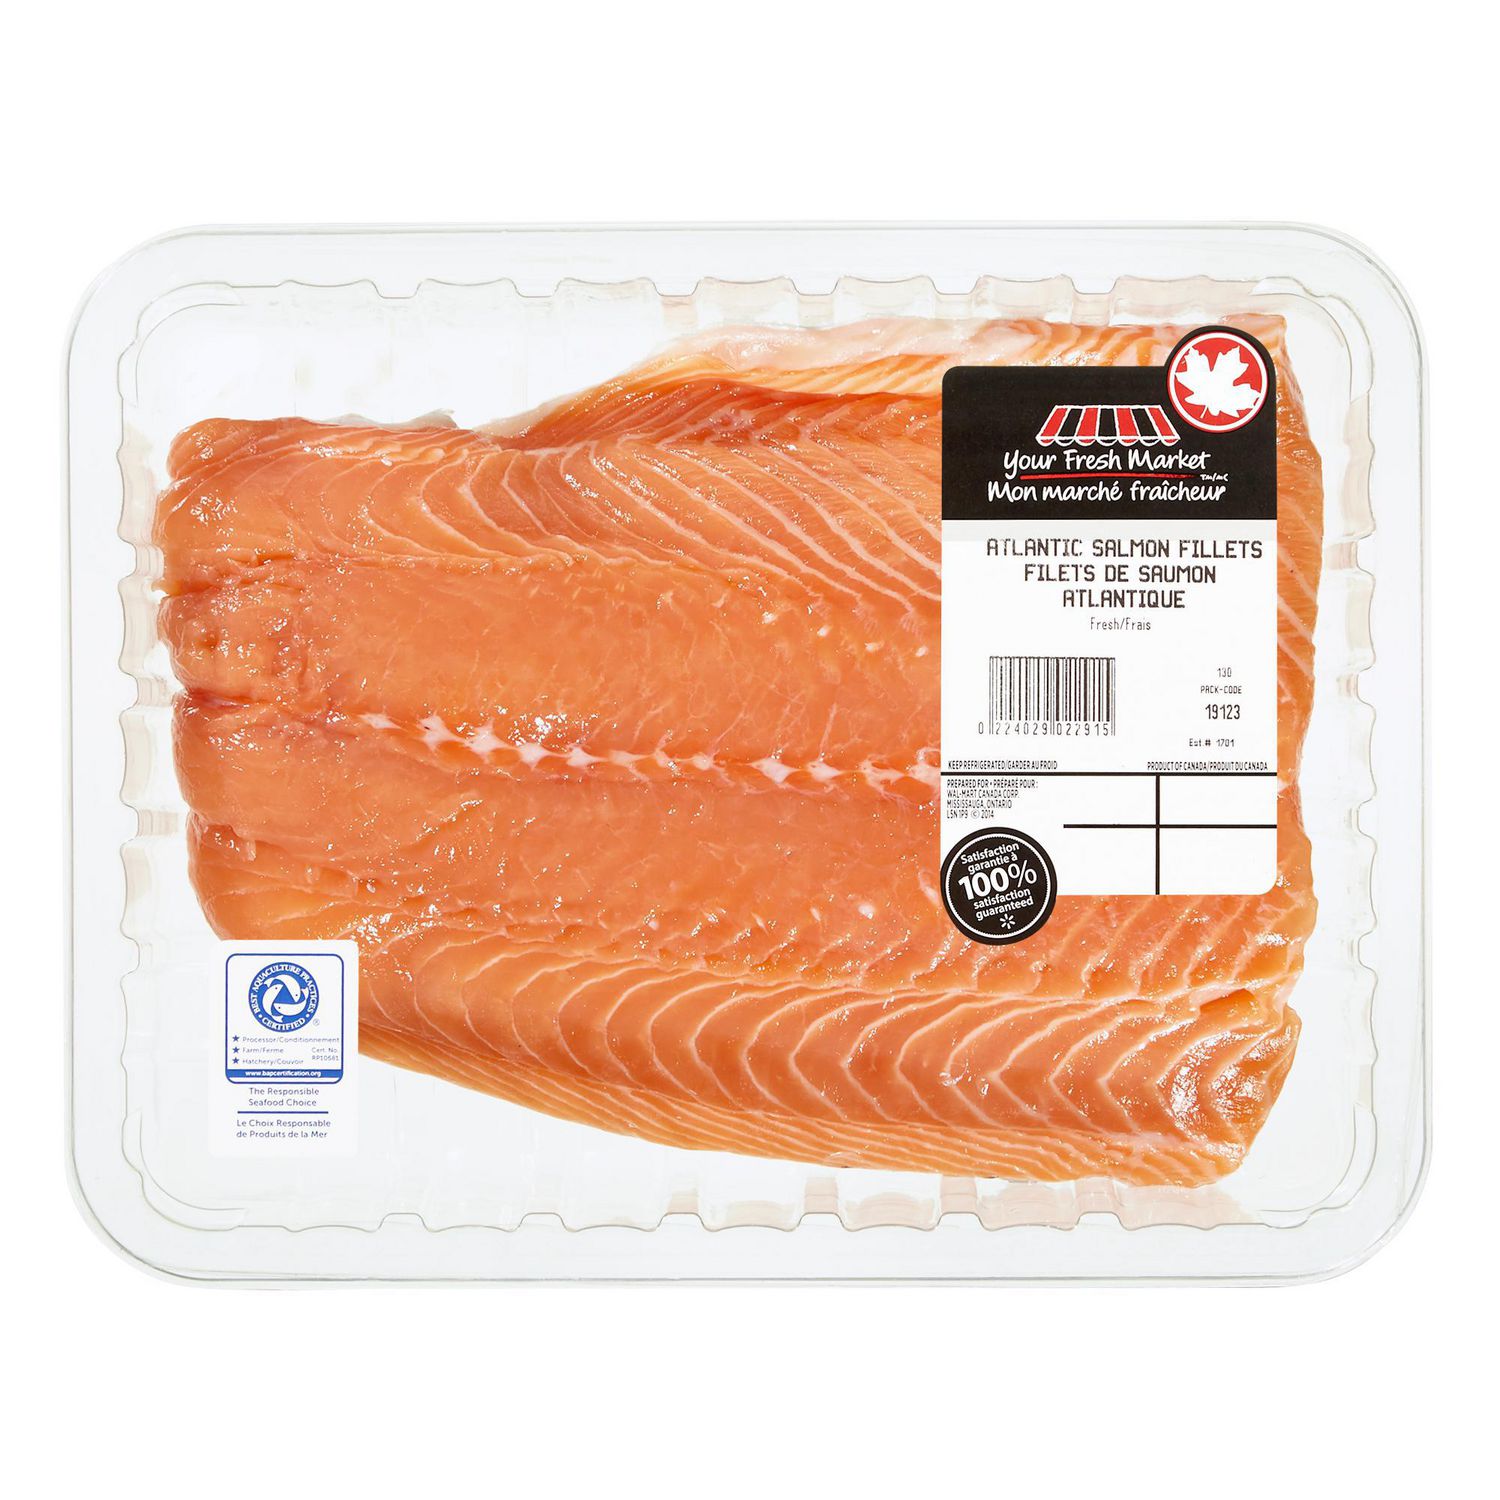 Your Fresh Market
TM/MC
Mon marché fraîcheur
ATLANTIC SALMON FILLETS
FILETS DE SAUMON
ATLANTIQUE
Fresh/Frais
130
PACK-CODE
19123
0 224029 022915
Est.# 1701
KEEP REFRIGERATED/GARDER AU FROID
PRODUCT OF CANADA/PRODUIT DU CANADA
PREPARED FOR • PRÉPARÉ POUR :
WAL-MART CANADA CORP.
MISSISSAUGA, ONTARIO
L5N 1P9 © 2014
Satisfaction
garantie à
100%
satisfaction
guaranteed
BEST AQUACULTURE PRACTICES
• CERTIFIED •
®
★ Processor/Conditionnement
★ Farm/Ferme
Cert. No.
★ Hatchery/Couvoir
RP10561
www.bapcertification.org
The Responsible
Seafood Choice
Le Choix Responsable
de Produits de la Mer